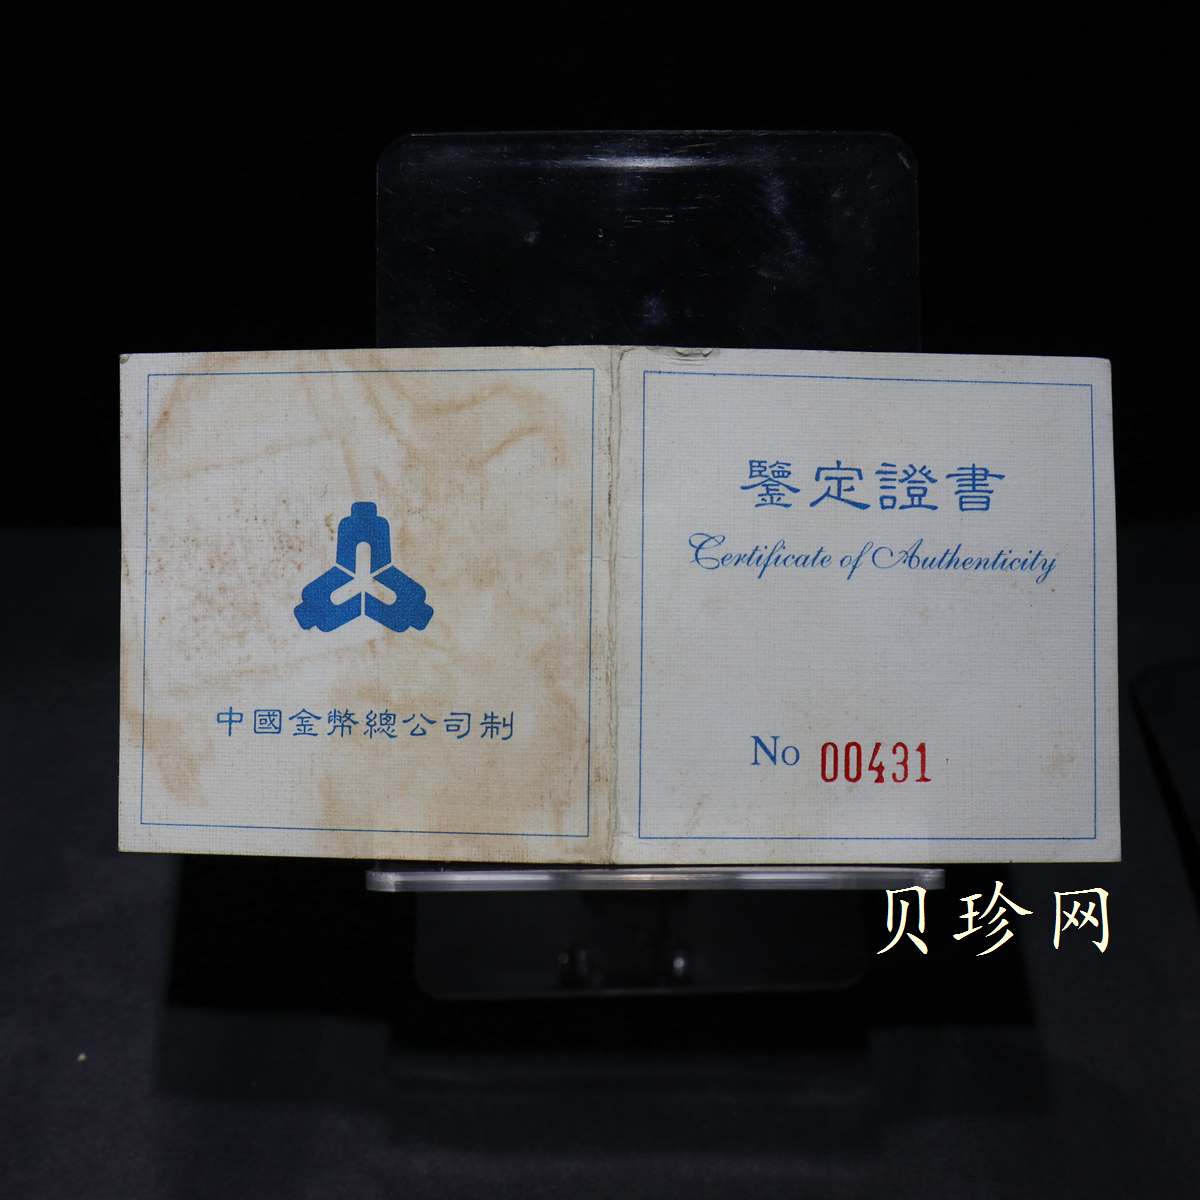 中國金幣總公司制
鑒定證書
Certificate of Authenticity
No 00431
贝珍网